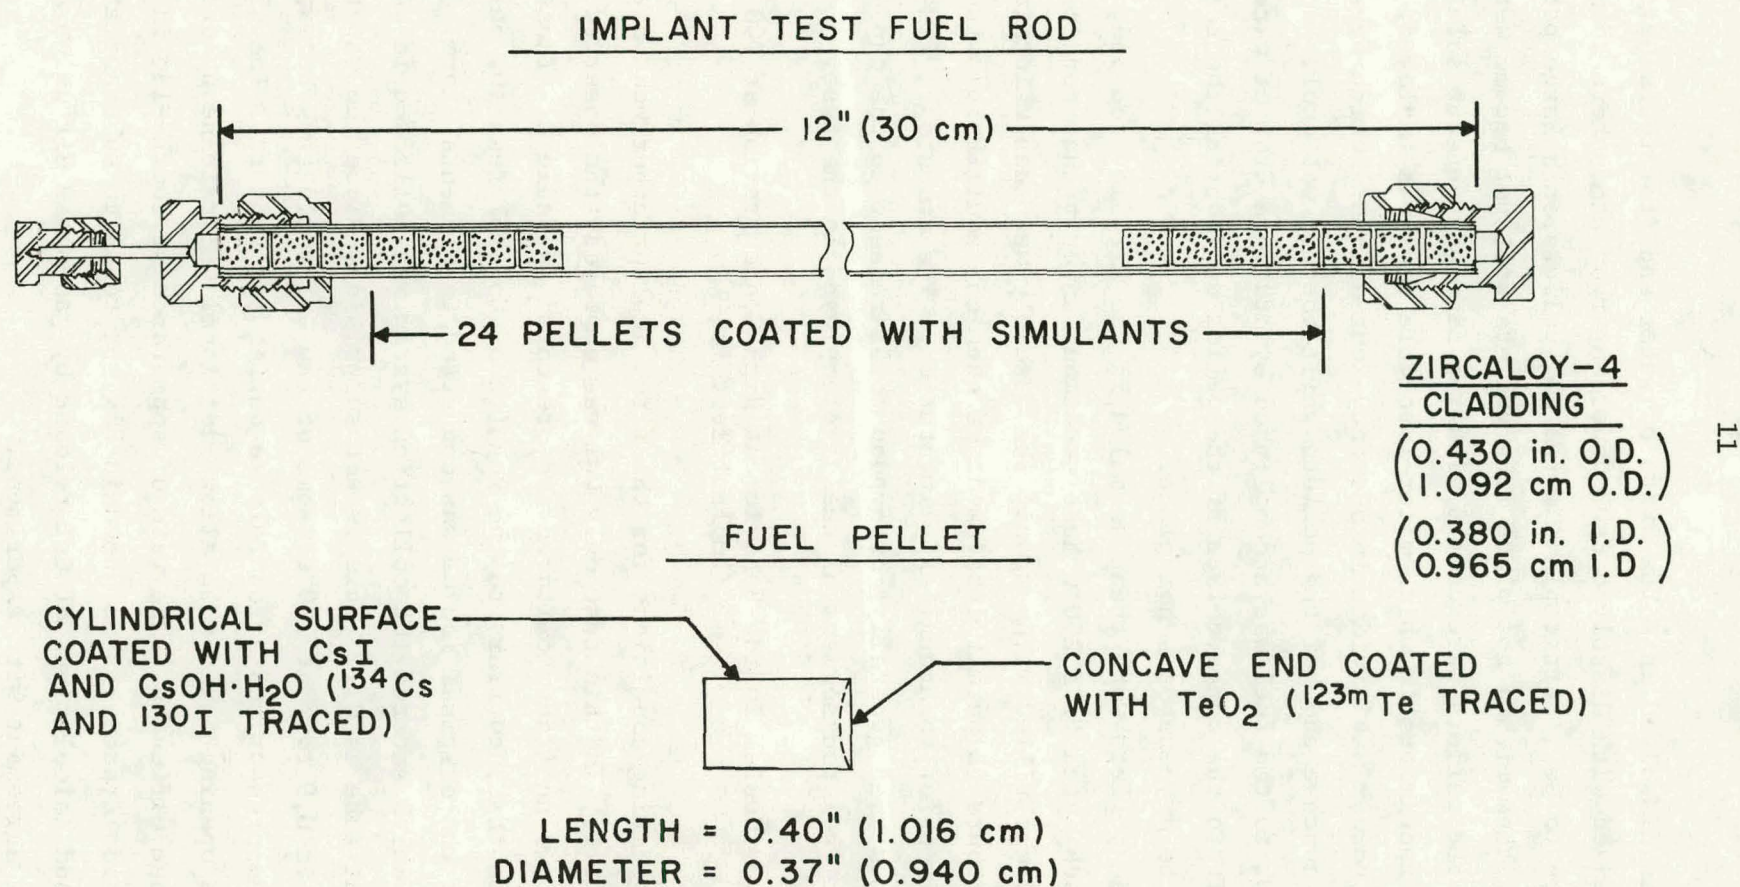 IMPLANT TEST FUEL ROD
12" (30 cm)
24 PELLETS COATED WITH SIMULANTS
ZIRCALOY-4
CLADDING
(0.430 in. O.D.
1.092 cm O.D.)
(0.380 in. I.D.
0.965 cm I.D)
11
FUEL PELLET
CYLINDRICAL SURFACE
COATED WITH CsI
AND CsOH·H₂O (¹³⁴Cs
AND ¹³⁰I TRACED)
CONCAVE END COATED
WITH TeO₂ (¹²³ᵐTe TRACED)
LENGTH = 0.40" (1.016 cm)
DIAMETER = 0.37" (0.940 cm)